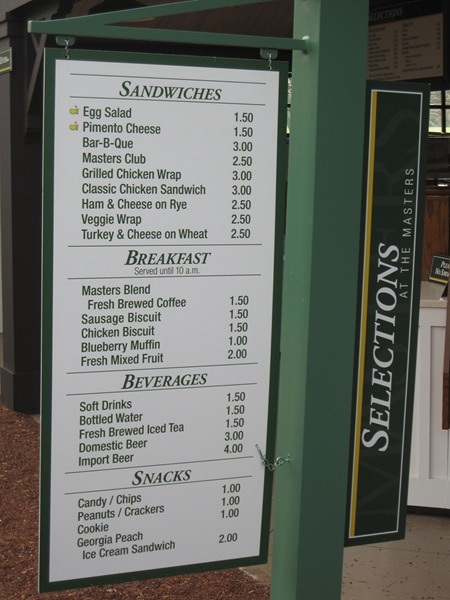 SANDWICHES
Egg Salad 1.50
Pimento Cheese 1.50
Bar-B-Que 3.00
Masters Club 2.50
Grilled Chicken Wrap 3.00
Classic Chicken Sandwich 3.00
Ham & Cheese on Rye 2.50
Veggie Wrap 2.50
Turkey & Cheese on Wheat 2.50
BREAKFAST
Served until 10 a.m.
Masters Blend
Fresh Brewed Coffee 1.50
Sausage Biscuit 1.50
Chicken Biscuit 1.50
Blueberry Muffin 1.00
Fresh Mixed Fruit 2.00
BEVERAGES
Soft Drinks 1.50
Bottled Water 1.50
Fresh Brewed Iced Tea 1.50
Domestic Beer 3.00
Import Beer 4.00
SNACKS
Candy / Chips 1.00
Peanuts / Crackers 1.00
Cookie 1.00
Georgia Peach
Ice Cream Sandwich 2.00
SELECTIONS
AT THE MASTERS
SELECTIONS